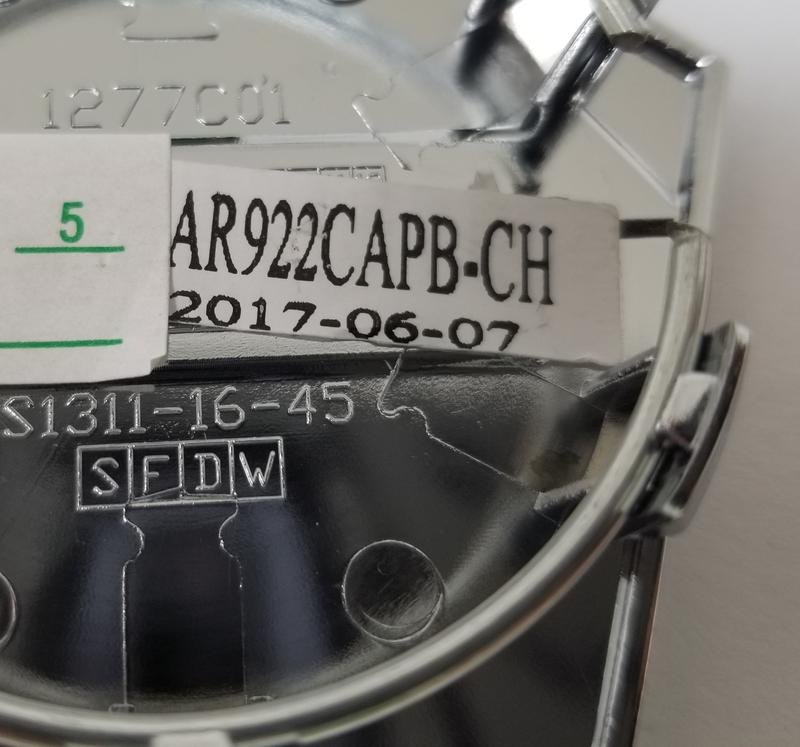 1277C01
5
AR922CAPB-CH
2017-06-07
S1311-16-45
SFDW